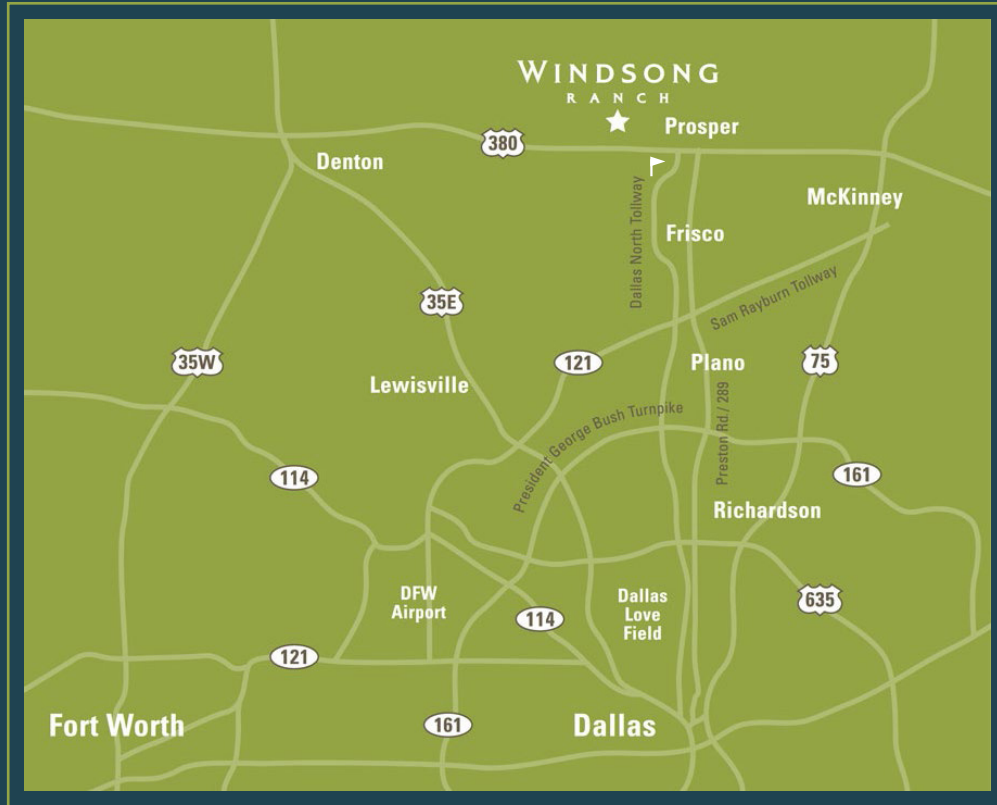 WINDSONG
RANCH
Prosper
380
Denton
McKinney
Dallas North Tollway
Frisco
Sam Rayburn Tollway
35E
35W
121
Plano
75
Lewisville
President George Bush Turnpike
Preston Rd./ 289
114
161
Richardson
DFW
Airport
Dallas
Love
Field
635
114
121
Fort Worth
161
Dallas